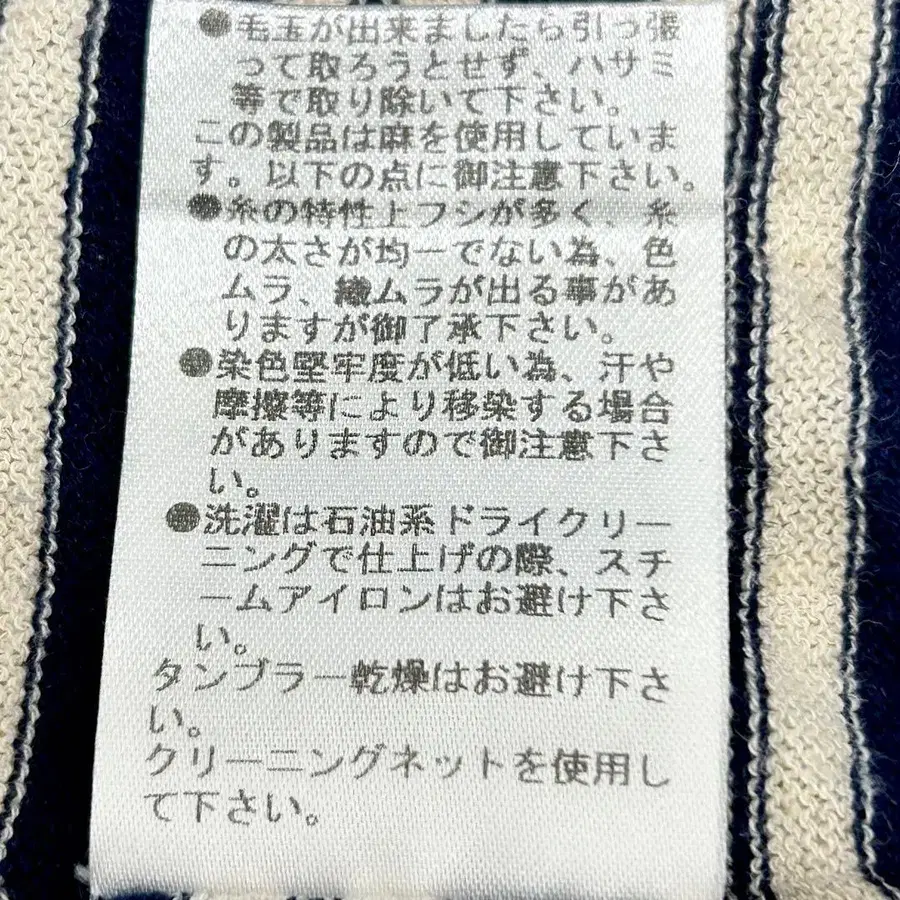 ●毛玉が出来ましたら引っ張
って取ろうとせず、ハサミ
等で取り除いて下さい。
この製品は麻を使用していま
す。以下の点に御注意下さい。
●糸の特性上フシが多く、糸
の太さが均一でない為、色
ムラ、織ムラが出る事があ
りますが御了承下さい。
●染色堅牢度が低い為、汗や
摩擦等により移染する場合
がありますので御注意下さ
い。
●洗濯は石油系ドライクリー
ニングで仕上げの際、スチ
ームアイロンはお避け下さ
い。
タンブラー乾燥はお避け下さ
い。
クリーニングネットを使用し
て下さい。